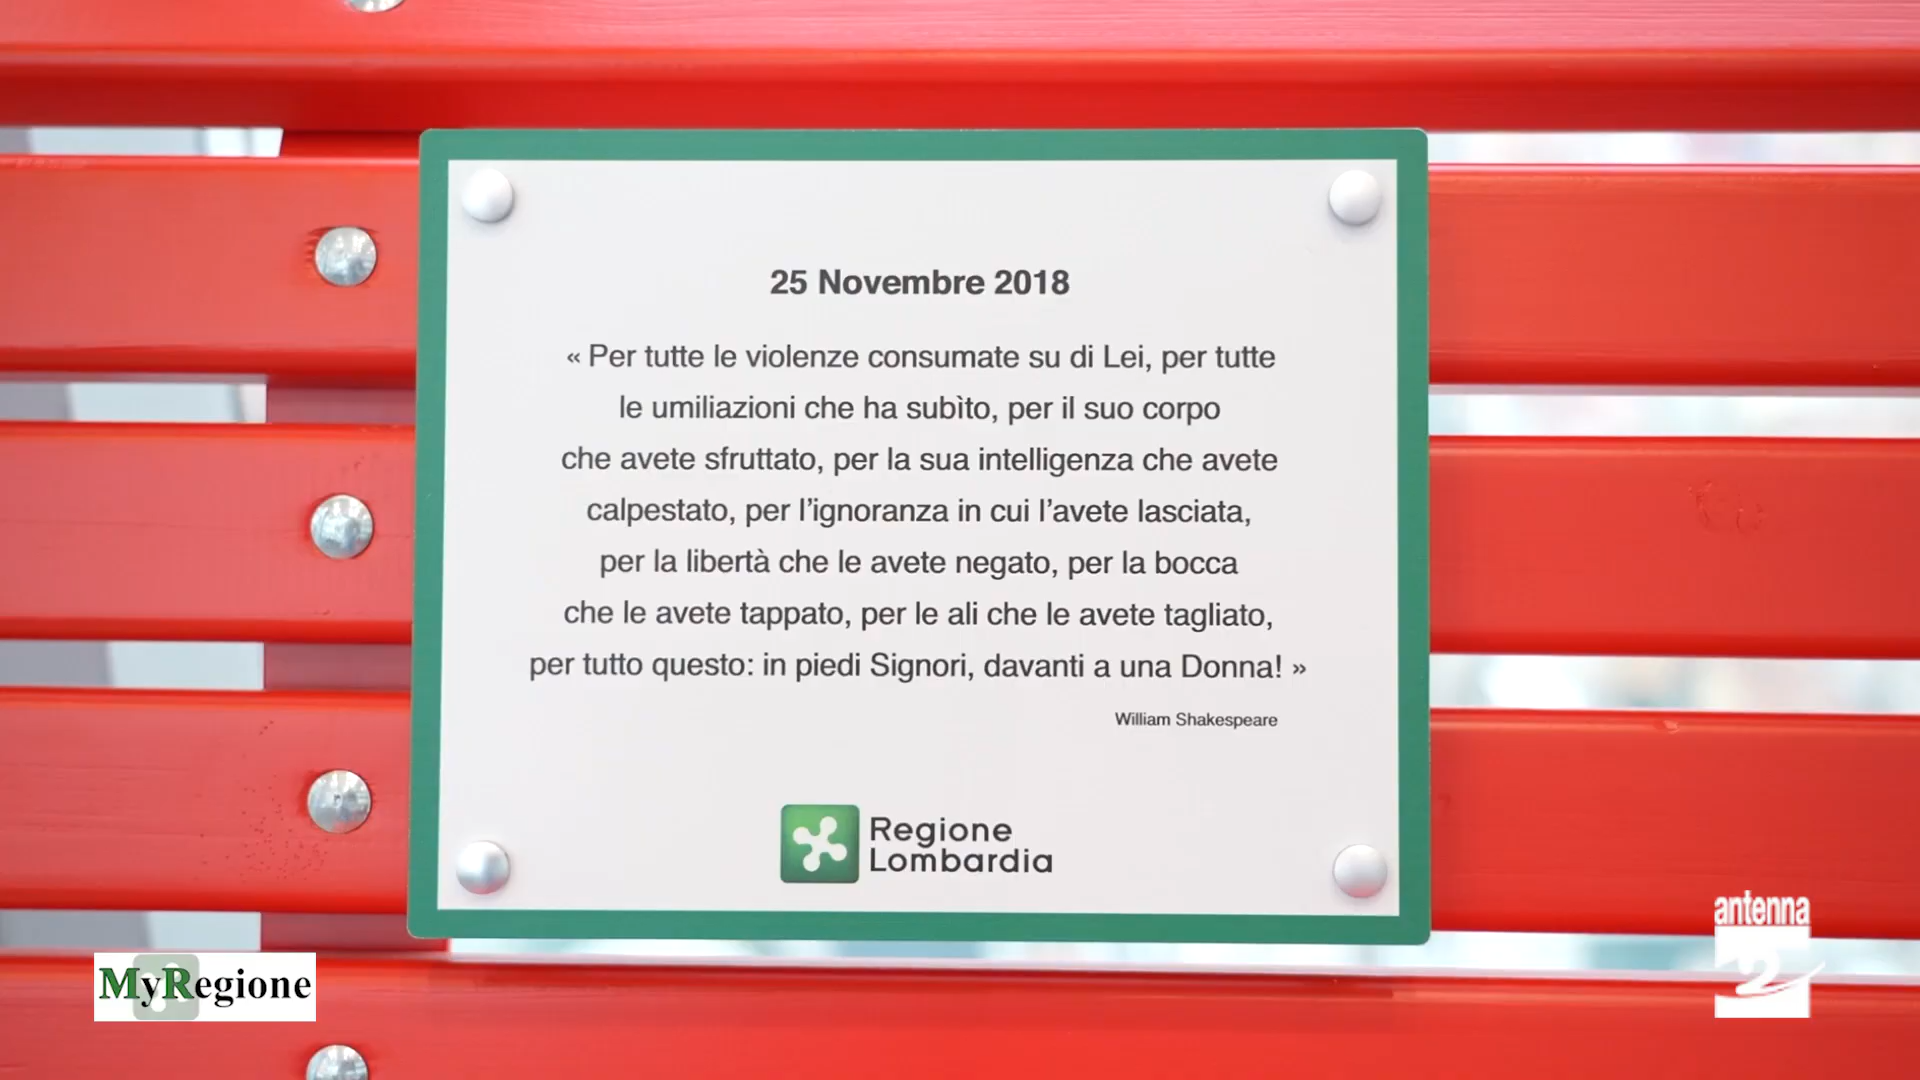 25 Novembre 2018
« Per tutte le violenze consumate su di Lei, per tutte
le umiliazioni che ha subìto, per il suo corpo
che avete sfruttato, per la sua intelligenza che avete
calpestato, per l’ignoranza in cui l’avete lasciata,
per la libertà che le avete negato, per la bocca
che le avete tappato, per le ali che le avete tagliato,
per tutto questo: in piedi Signori, davanti a una Donna! »
William Shakespeare
Regione
Lombardia
MyRegione
antenna
2